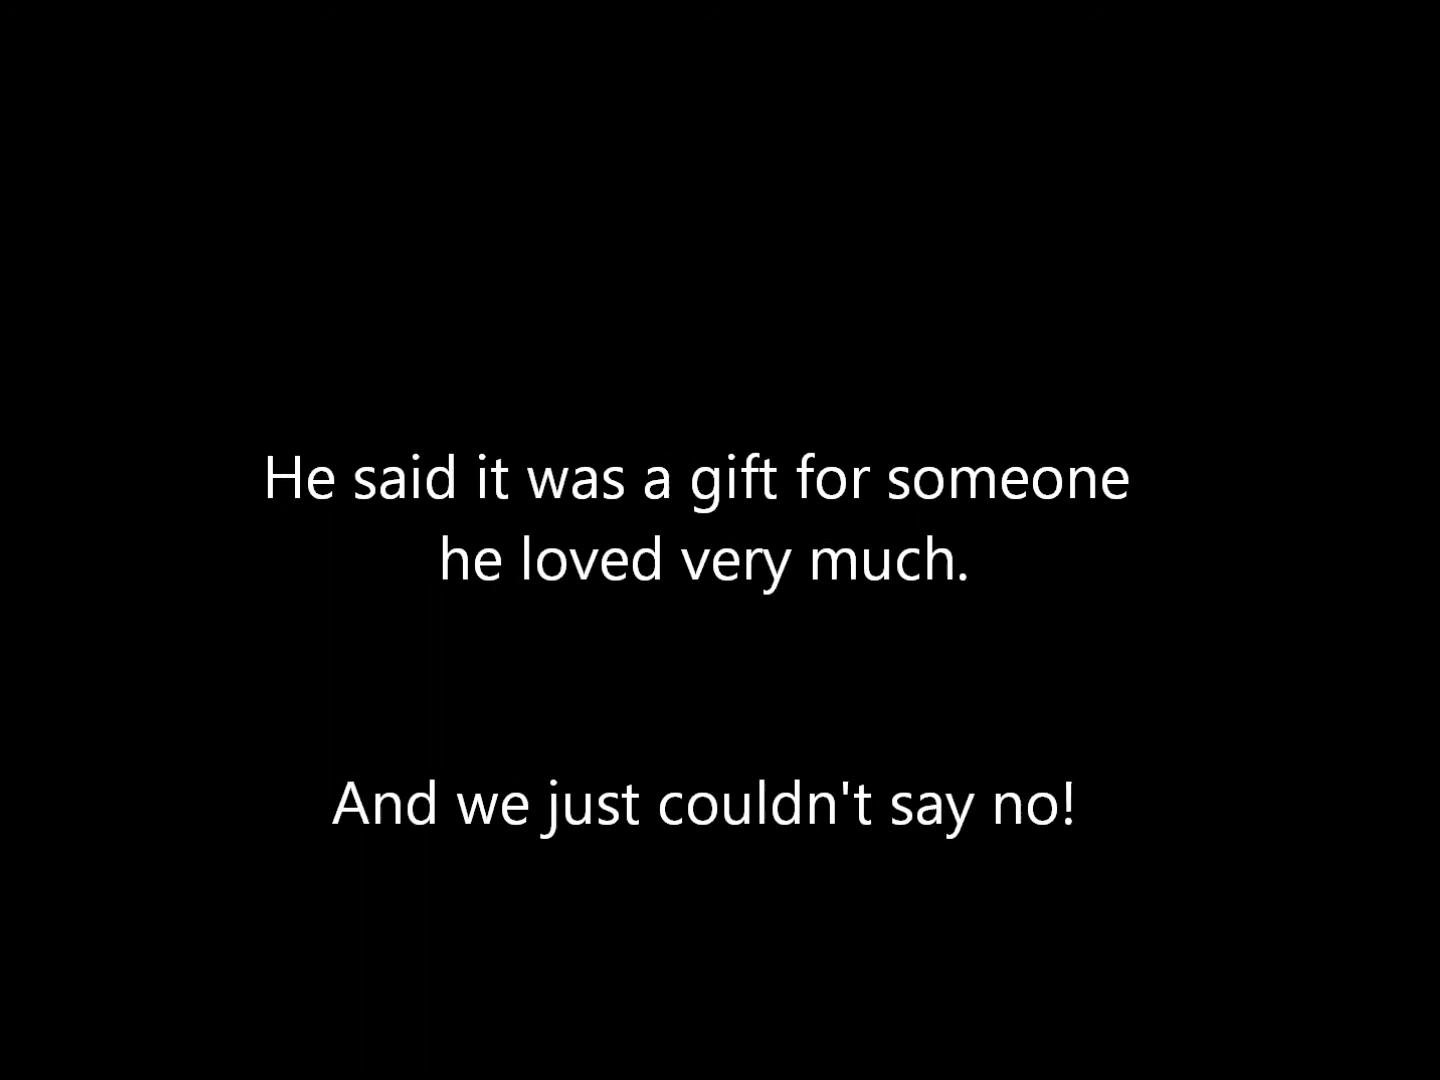 He said it was a gift for someone
he loved very much.
And we just couldn't say no!